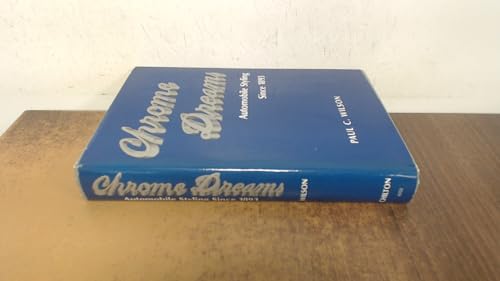 Chrome
Dreams
Automobile Styling
Since 1893
PAUL C. WILSON
Chrome Dreams
Automobile Styling Since 1893
WILSON
CHILTON